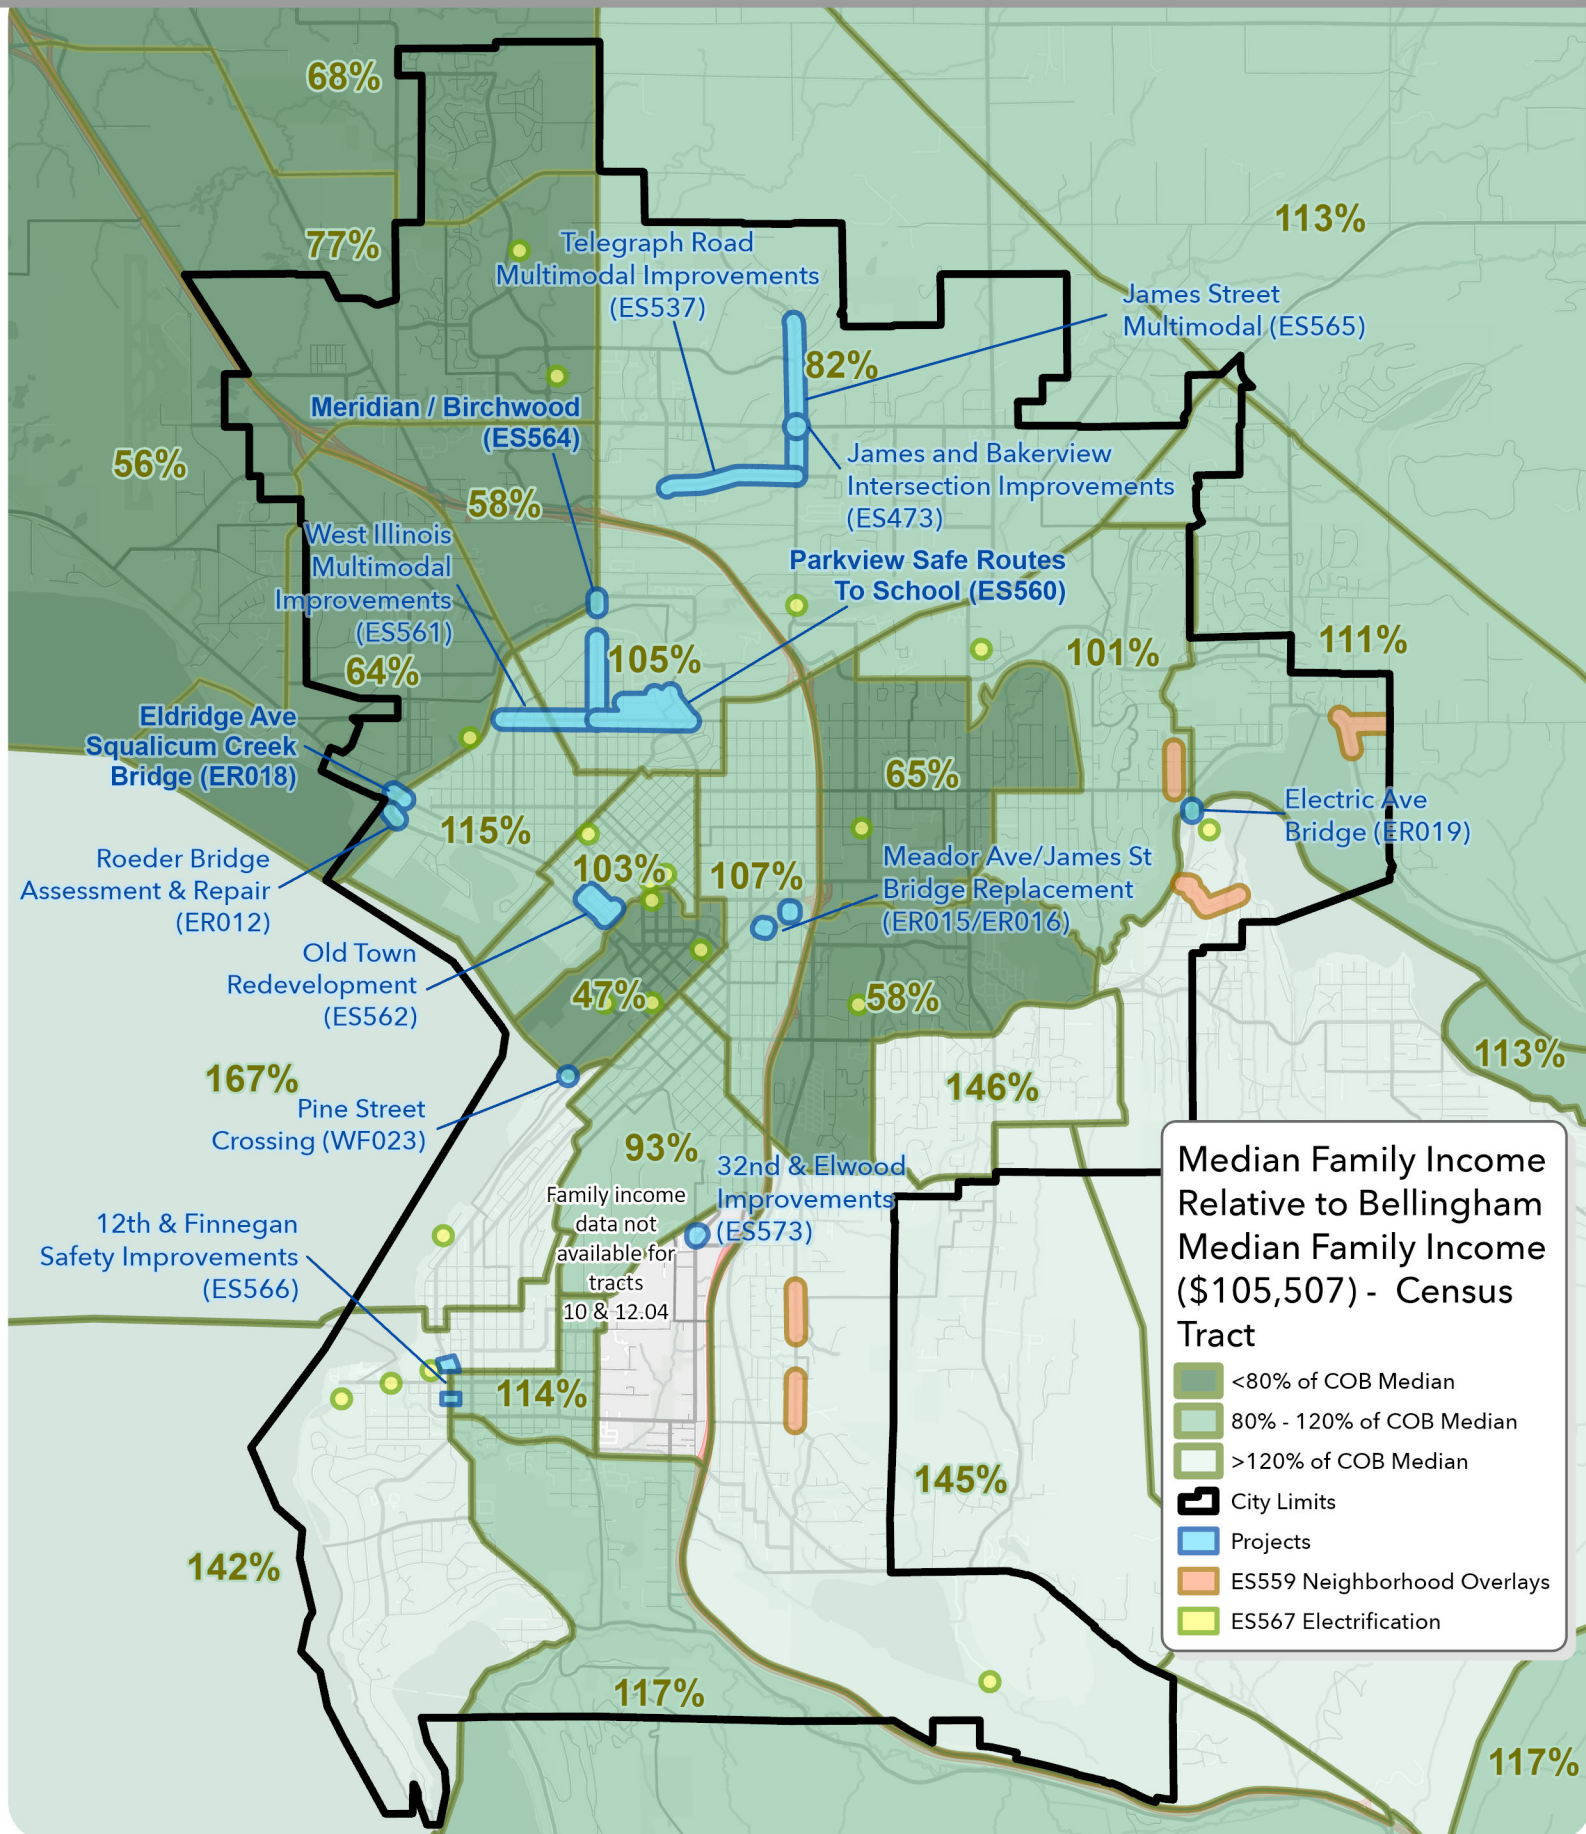 68%
113%
77%
Telegraph Road
Multimodal Improvements
(ES537)
James Street
Multimodal (ES565)
82%
Meridian / Birchwood
(ES564)
56%
58%
James and Bakerview
Intersection Improvements
(ES473)
West Illinois
Multimodal
Improvements
(ES561)
Parkview Safe Routes
To School (ES560)
105%
101%
111%
64%
Eldridge Ave
Squalicum Creek
Bridge (ER018)
65%
Electric Ave
Bridge (ER019)
115%
103%
107%
Meador Ave/James St
Bridge Replacement
(ER015/ER016)
Roeder Bridge
Assessment & Repair
(ER012)
Old Town
Redevelopment
(ES562)
47%
58%
113%
167%
146%
Pine Street
Crossing (WF023)
93%
32nd & Elwood
Improvements
(ES573)
Family income
data not
available for
tracts
10 & 12.04
12th & Finnegan
Safety Improvements
(ES566)
114%
145%
142%
117%
117%
Median Family Income
Relative to Bellingham
Median Family Income
($105,507) - Census
Tract
<80% of COB Median
80% - 120% of COB Median
>120% of COB Median
City Limits
Projects
ES559 Neighborhood Overlays
ES567 Electrification